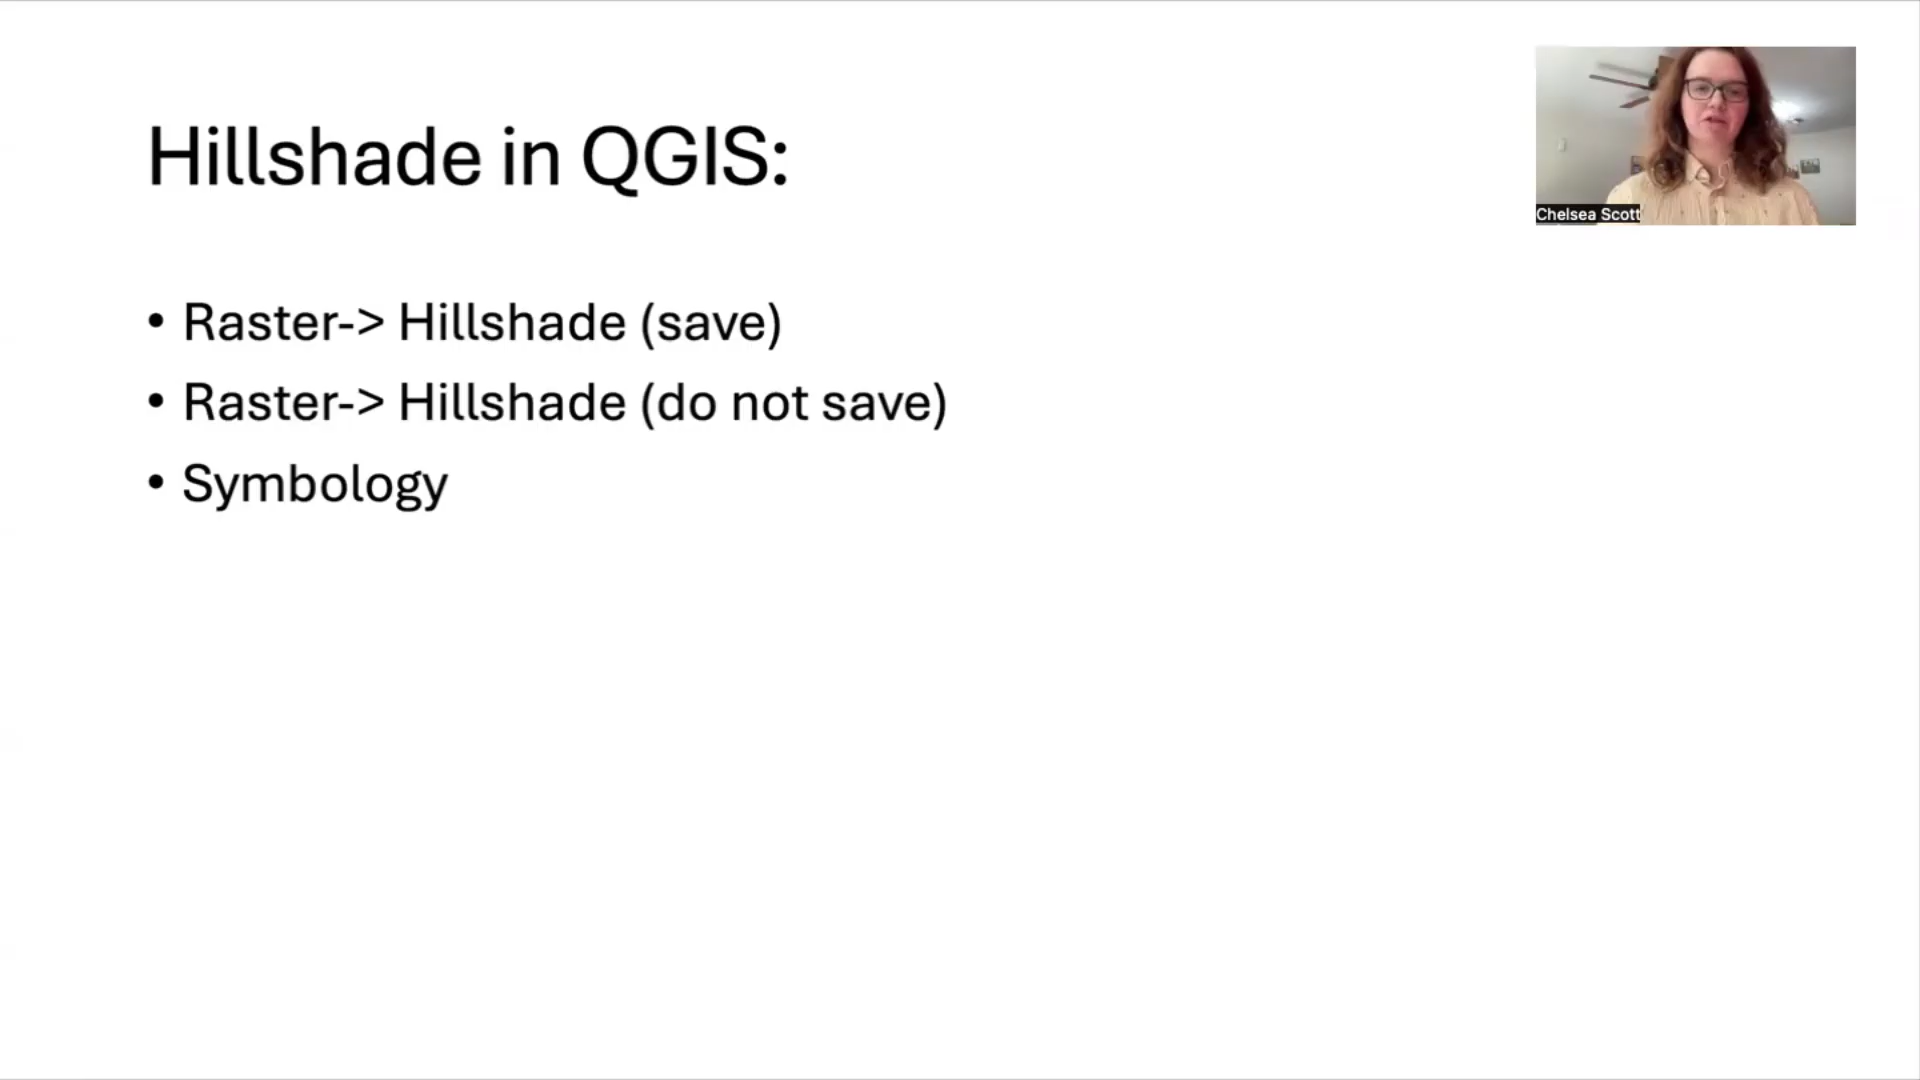 Hillshade in QGIS:
Chelsea Scott
• Raster-> Hillshade (save)
• Raster-> Hillshade (do not save)
• Symbology